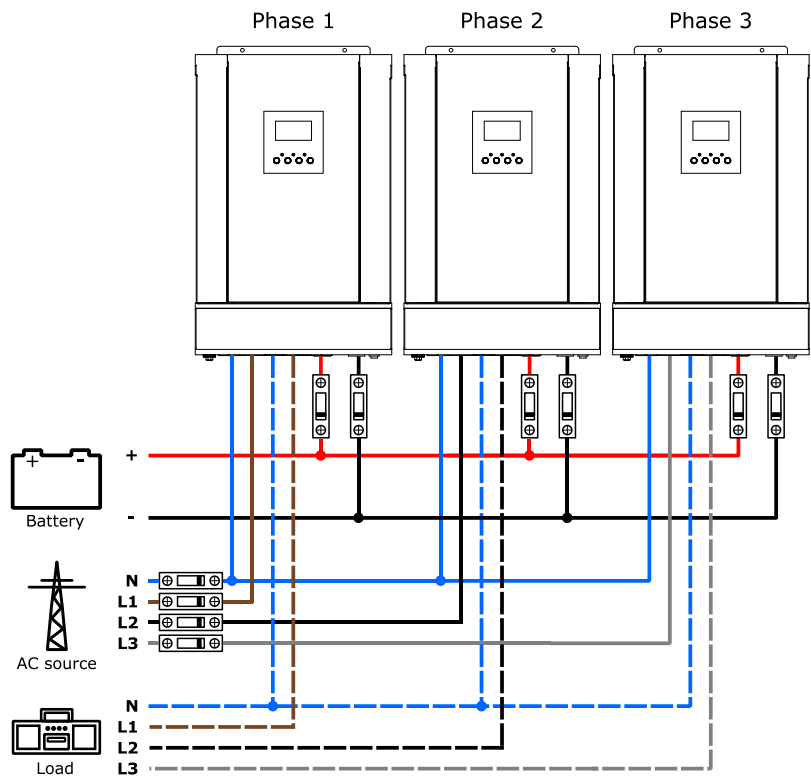 Phase 1 Phase 2 Phase 3
+ -
+
Battery
-
N
L1
L2
L3
AC source
N
L1
L2
L3
Load